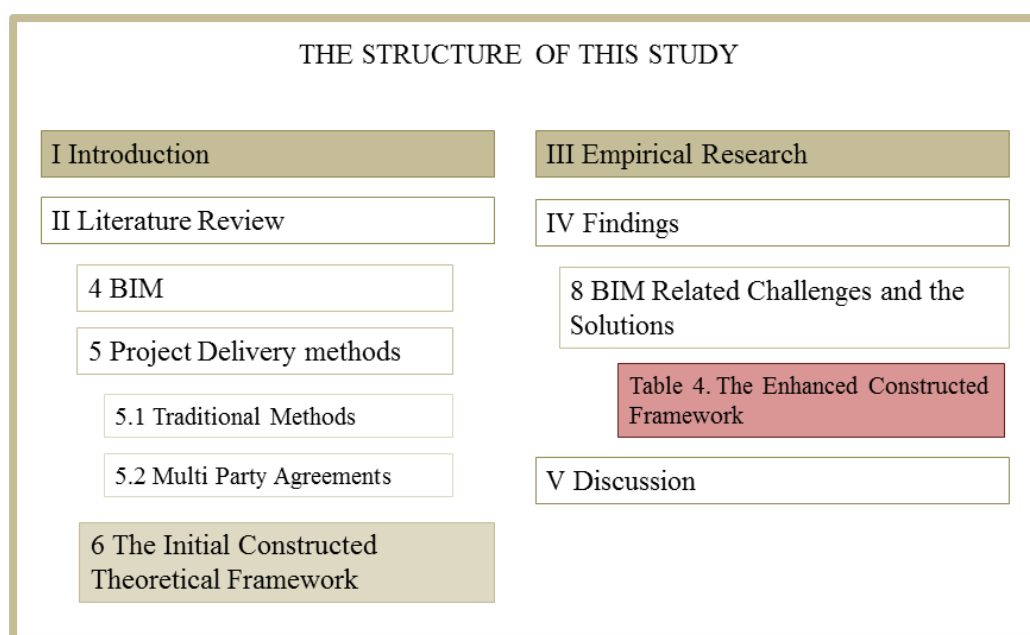 THE STRUCTURE OF THIS STUDY
I Introduction
II Literature Review
4 BIM
5 Project Delivery methods
5.1 Traditional Methods
5.2 Multi Party Agreements
6 The Initial Constructed
Theoretical Framework
III Empirical Research
IV Findings
8 BIM Related Challenges and the
Solutions
Table 4. The Enhanced Constructed
Framework
V Discussion